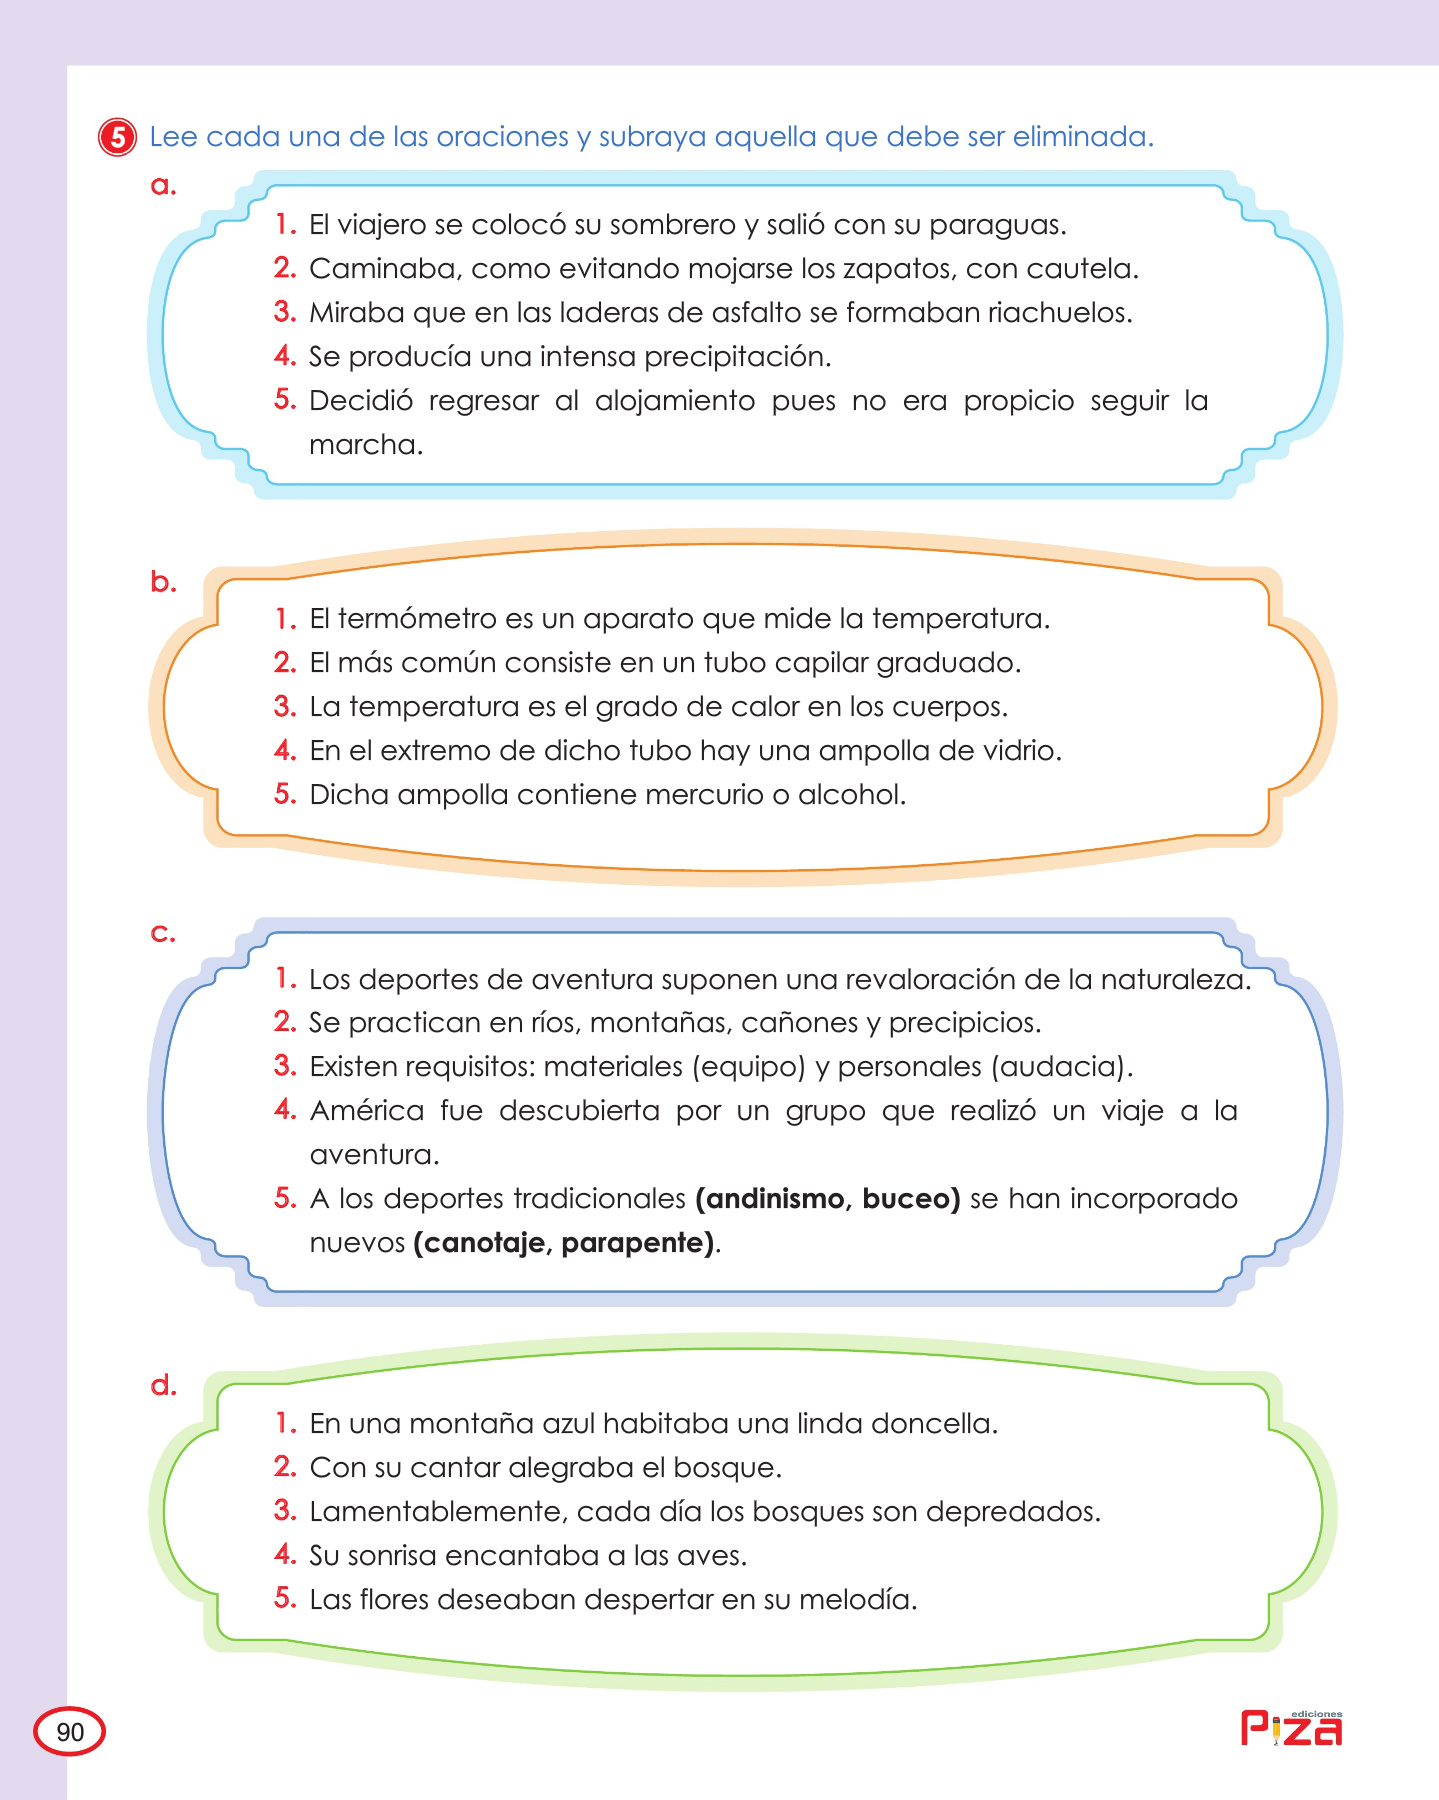 5 Lee cada una de las oraciones y subraya aquella que debe ser eliminada.
a.
1. El viajero se colocó su sombrero y salió con su paraguas.
2. Caminaba, como evitando mojarse los zapatos, con cautela.
3. Miraba que en las laderas de asfalto se formaban riachuelos.
4. Se producía una intensa precipitación.
5. Decidió regresar al alojamiento pues no era propicio seguir la
marcha.
b.
1. El termómetro es un aparato que mide la temperatura.
2. El más común consiste en un tubo capilar graduado.
3. La temperatura es el grado de calor en los cuerpos.
4. En el extremo de dicho tubo hay una ampolla de vidrio.
5. Dicha ampolla contiene mercurio o alcohol.
c.
1. Los deportes de aventura suponen una revaloración de la naturaleza.
2. Se practican en ríos, montañas, cañones y precipicios.
3. Existen requisitos: materiales (equipo) y personales (audacia).
4. América fue descubierta por un grupo que realizó un viaje a la
aventura.
5. A los deportes tradicionales (andinismo, buceo) se han incorporado
nuevos (canotaje, parapente).
d.
1. En una montaña azul habitaba una linda doncella.
2. Con su cantar alegraba el bosque.
3. Lamentablemente, cada día los bosques son depredados.
4. Su sonrisa encantaba a las aves.
5. Las flores deseaban despertar en su melodía.
90
ediciones
Piza